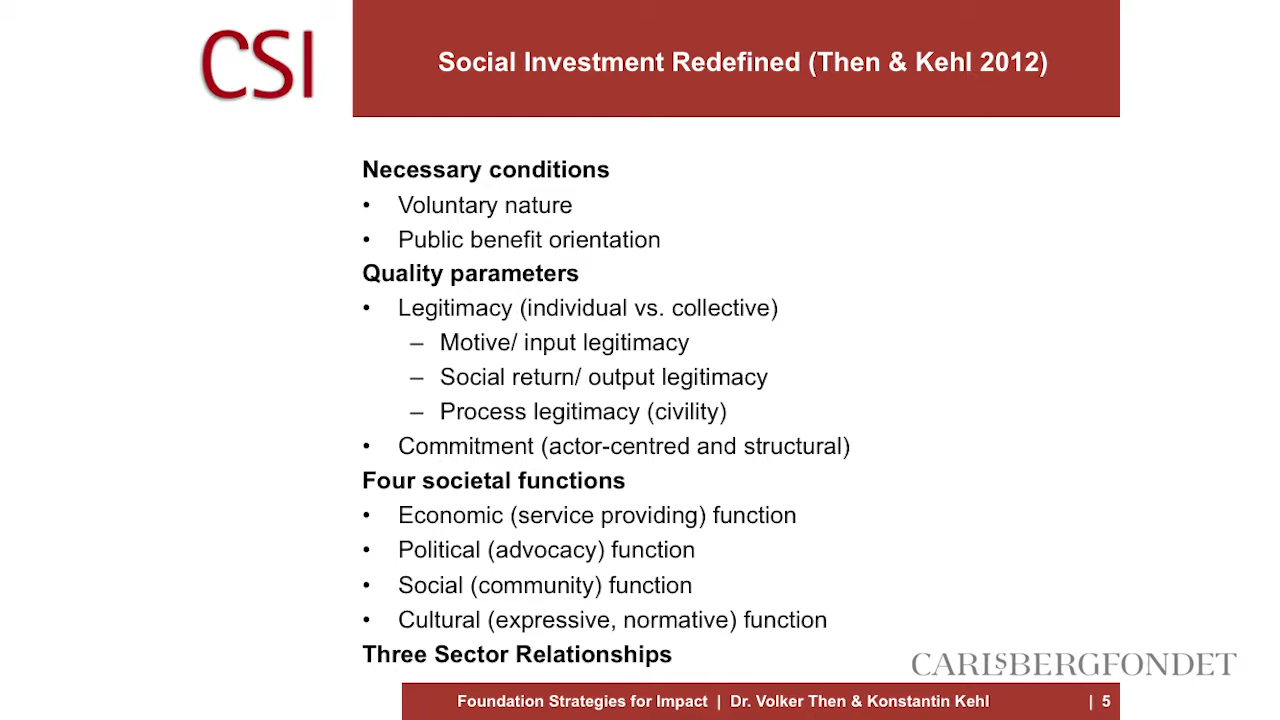 CSI
Social Investment Redefined (Then & Kehl 2012)
Necessary conditions
• Voluntary nature
• Public benefit orientation
Quality parameters
• Legitimacy (individual vs. collective)
– Motive/ input legitimacy
– Social return/ output legitimacy
– Process legitimacy (civility)
• Commitment (actor-centred and structural)
Four societal functions
• Economic (service providing) function
• Political (advocacy) function
• Social (community) function
• Cultural (expressive, normative) function
Three Sector Relationships
CARLSBERGFONDET
Foundation Strategies for Impact | Dr. Volker Then & Konstantin Kehl | 5